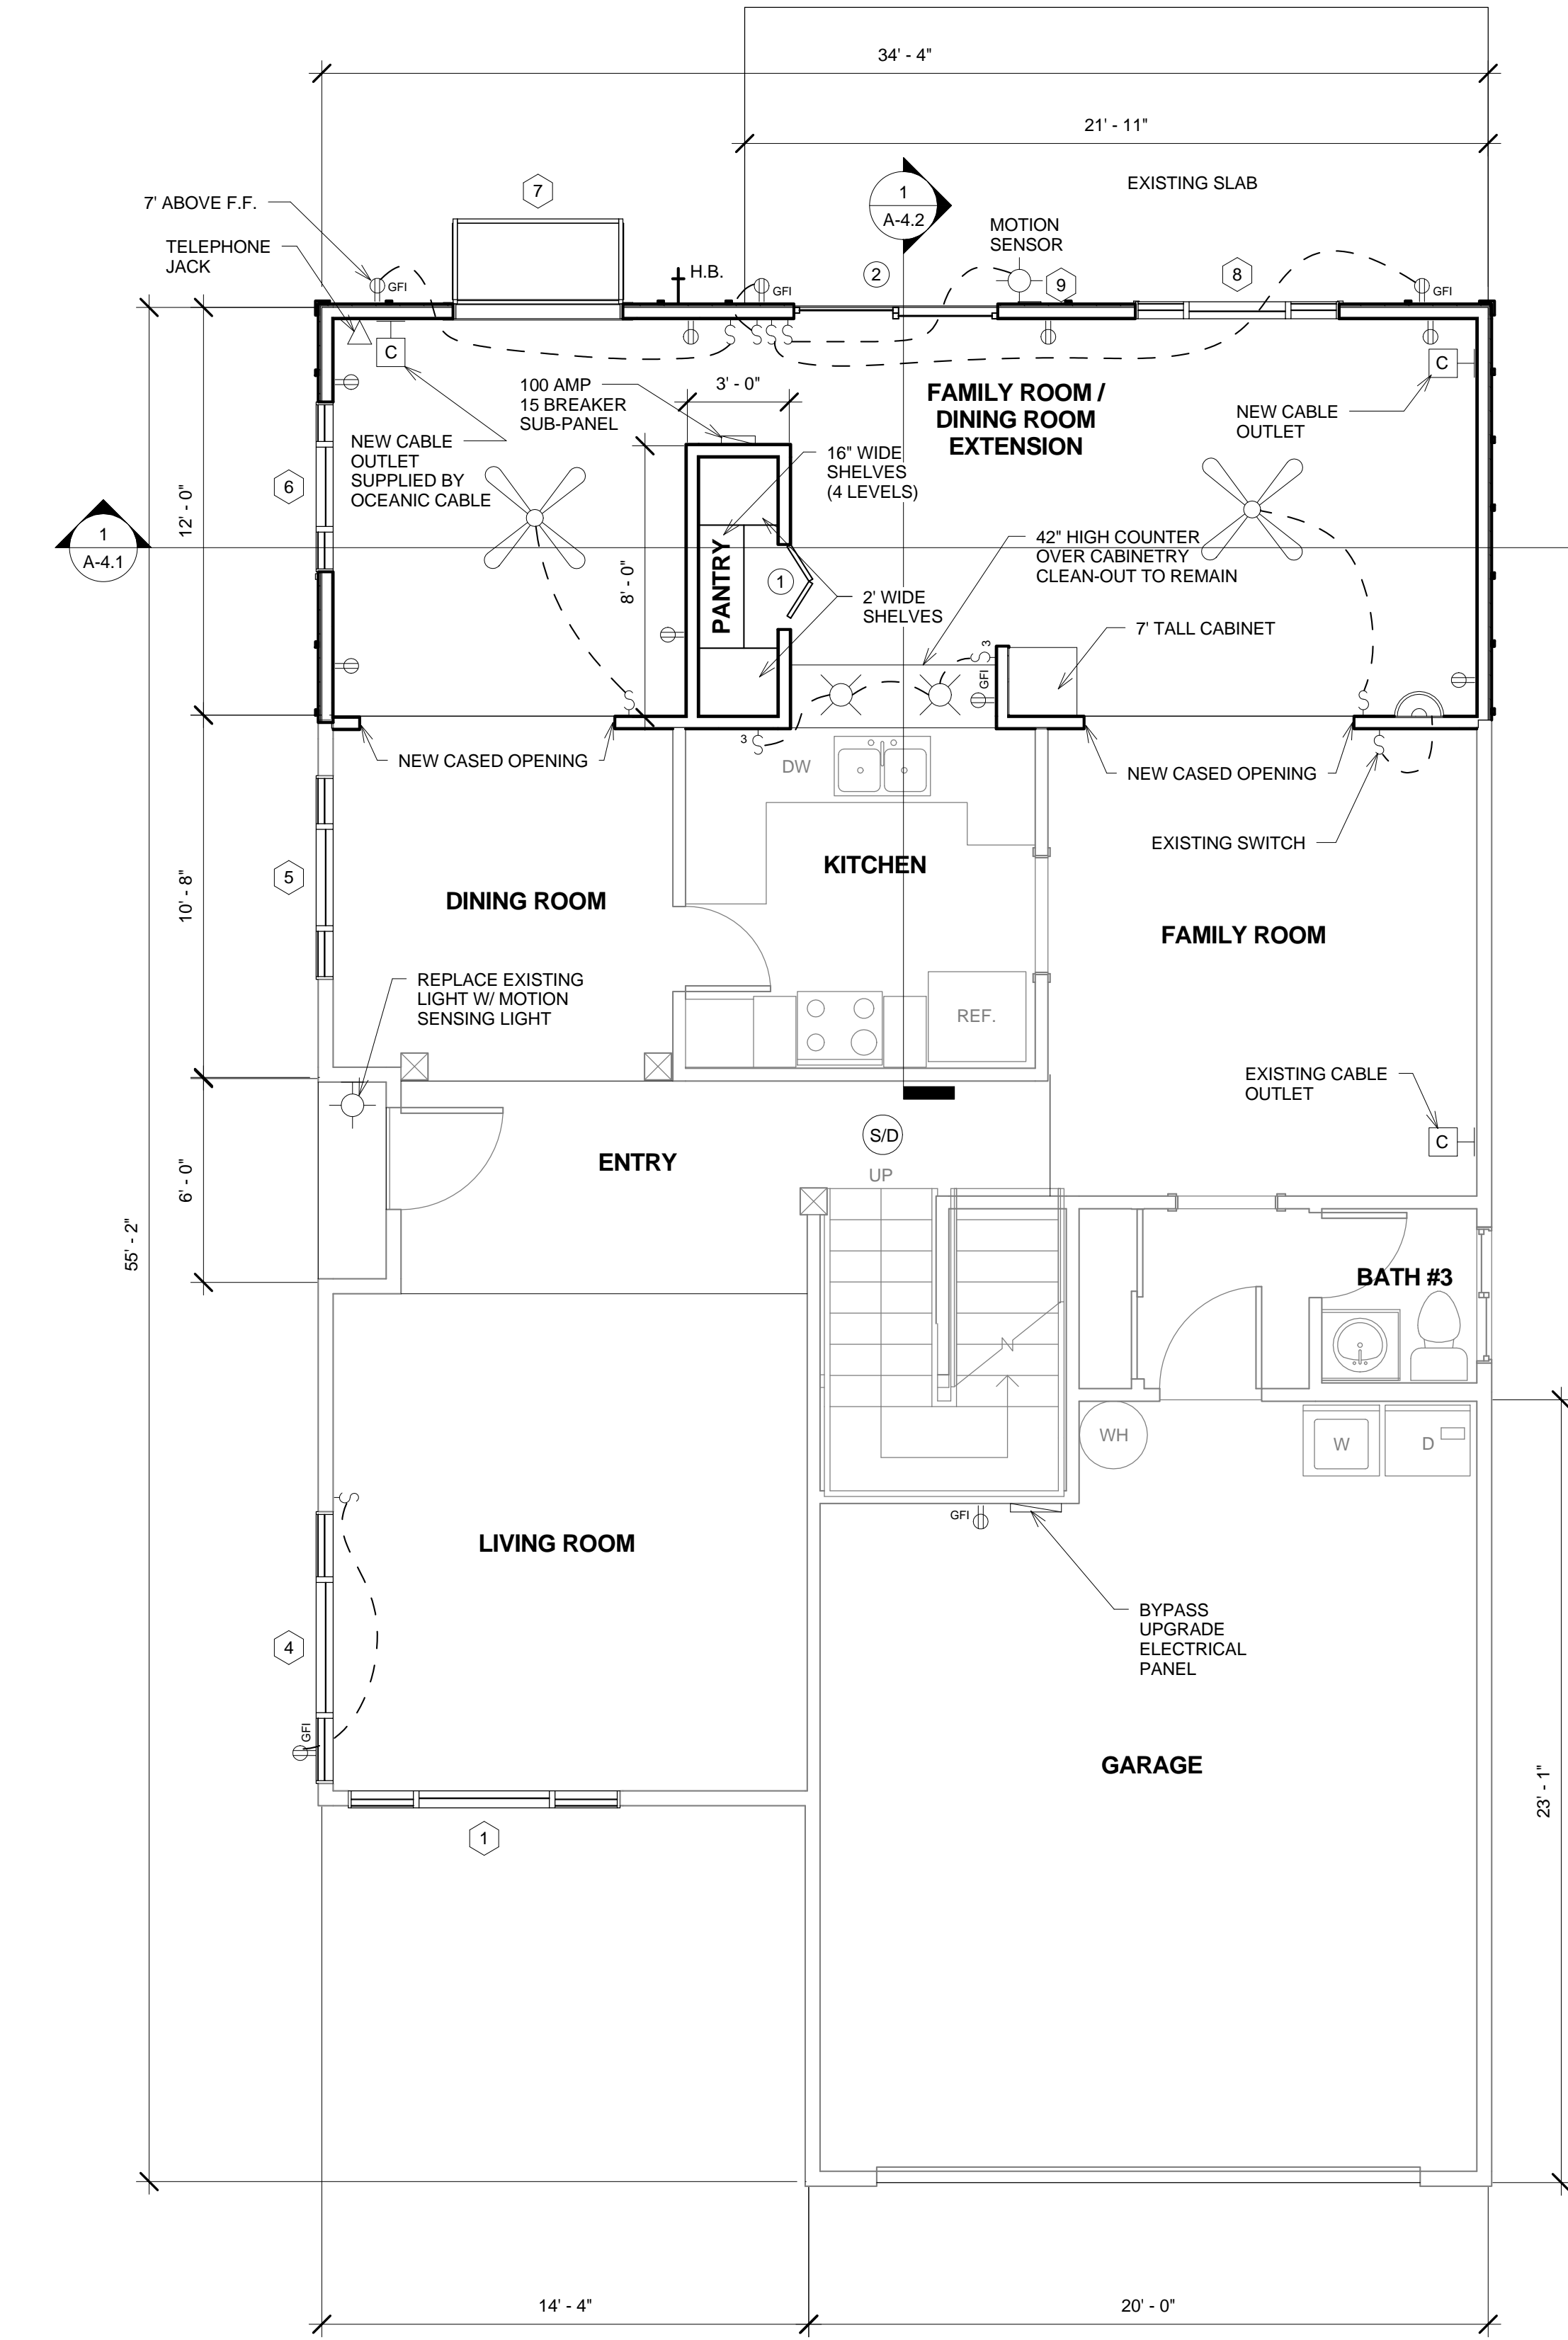 34' - 4"
21' - 11"
EXISTING SLAB
7
1
A-4.2
7' ABOVE F.F.
TELEPHONE
JACK
MOTION
SENSOR
GFI
H.B.
GFI
2
9
8
GFI
C
C
3' - 0"
100 AMP
15 BREAKER
SUB-PANEL
FAMILY ROOM /
DINING ROOM
EXTENSION
NEW CABLE
OUTLET
NEW CABLE
OUTLET
SUPPLIED BY
OCEANIC CABLE
16" WIDE
SHELVES
(4 LEVELS)
6
12' - 0"
1
A-4.1
8' - 0"
PANTRY
1
42" HIGH COUNTER
OVER CABINETRY
CLEAN-OUT TO REMAIN
2' WIDE
SHELVES
7' TALL CABINET
3
GFI
3
NEW CASED OPENING
DW
NEW CASED OPENING
EXISTING SWITCH
KITCHEN
5
10' - 8"
DINING ROOM
FAMILY ROOM
REPLACE EXISTING
LIGHT W/ MOTION
SENSING LIGHT
REF.
EXISTING CABLE
OUTLET
C
S/D
ENTRY
UP
6' - 0"
55' - 2"
BATH #3
WH
W
D
GFI
LIVING ROOM
BYPASS
UPGRADE
ELECTRICAL
PANEL
4
GFI
GARAGE
23' - 1"
1
14' - 4"
20' - 0"